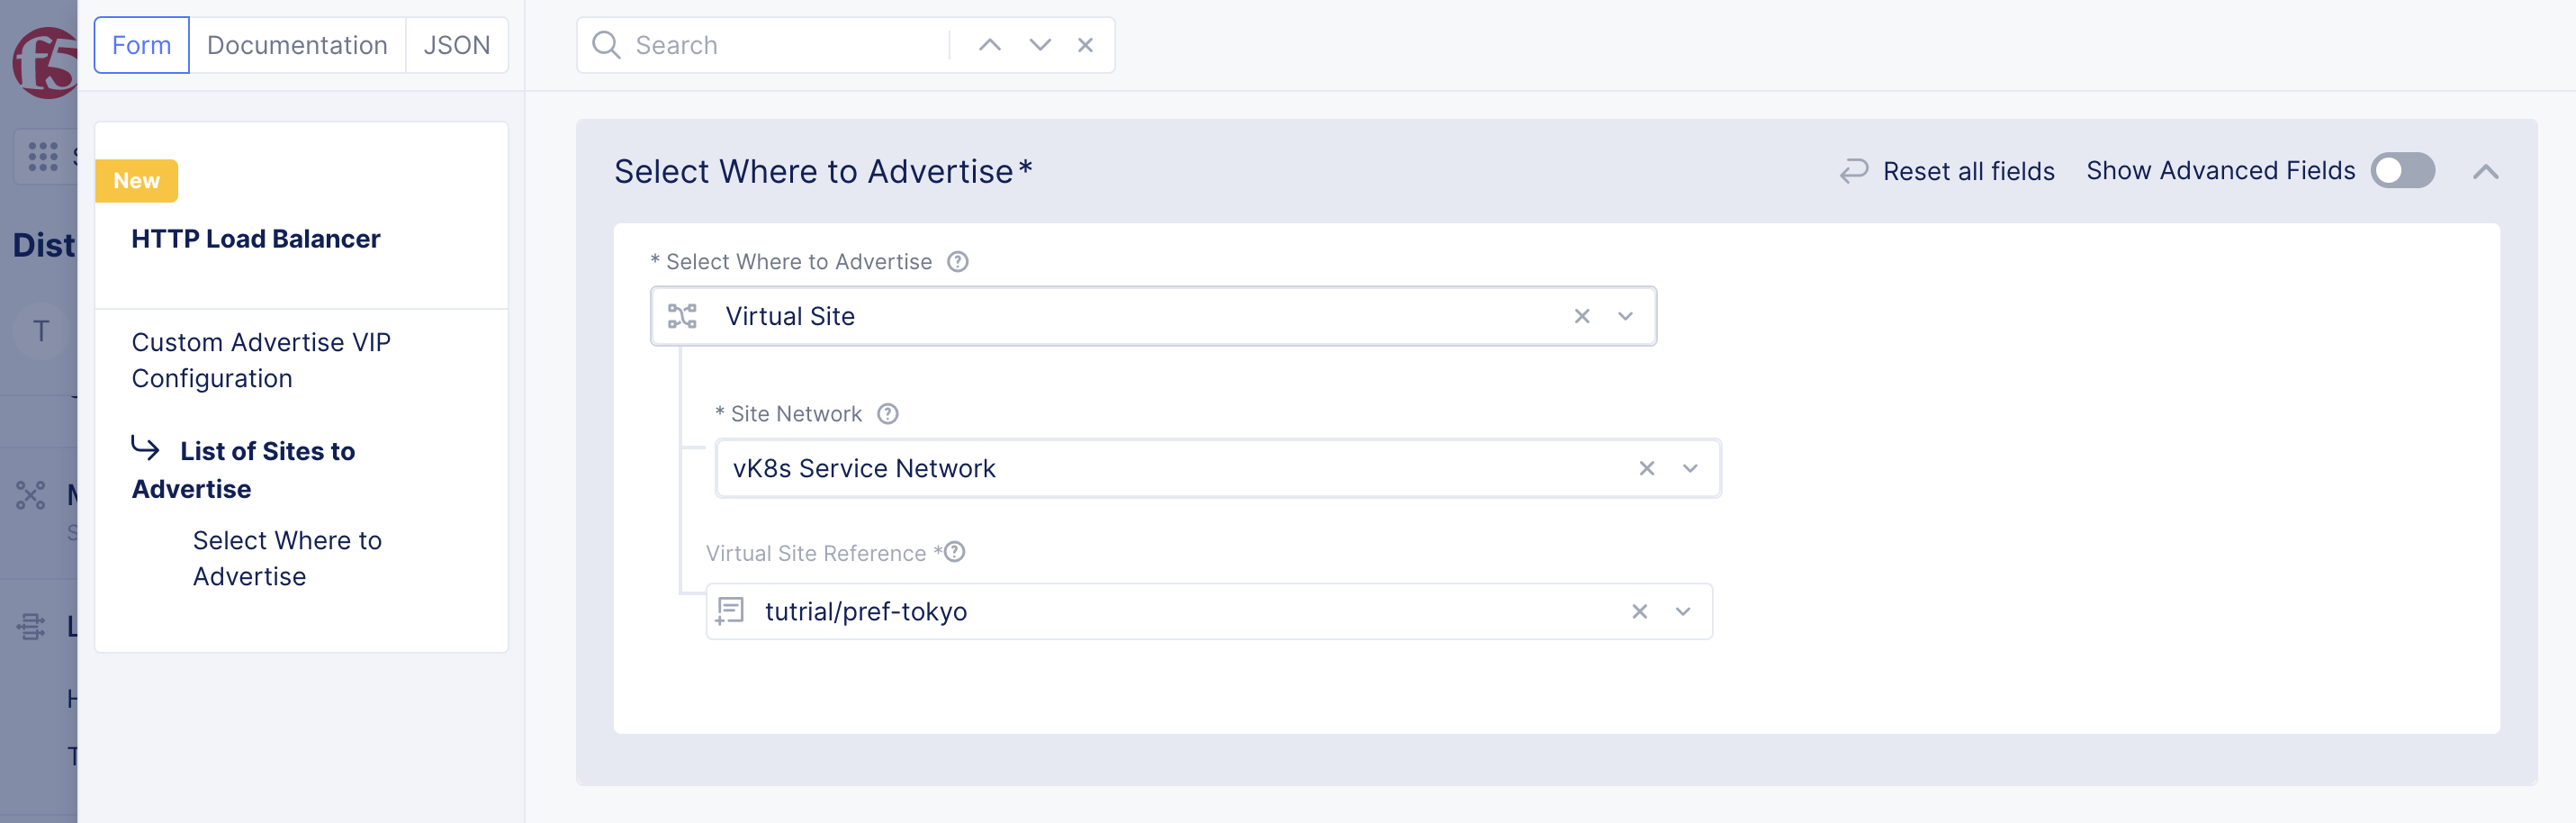 f5
Form
Documentation
JSON
Search
New
HTTP Load Balancer
Dist
T
Custom Advertise VIP
Configuration
List of Sites to
Advertise
Select Where to
Advertise
Select Where to Advertise*
Reset all fields
Show Advanced Fields
* Select Where to Advertise
Virtual Site
* Site Network
vK8s Service Network
Virtual Site Reference *
tutrial/pref-tokyo